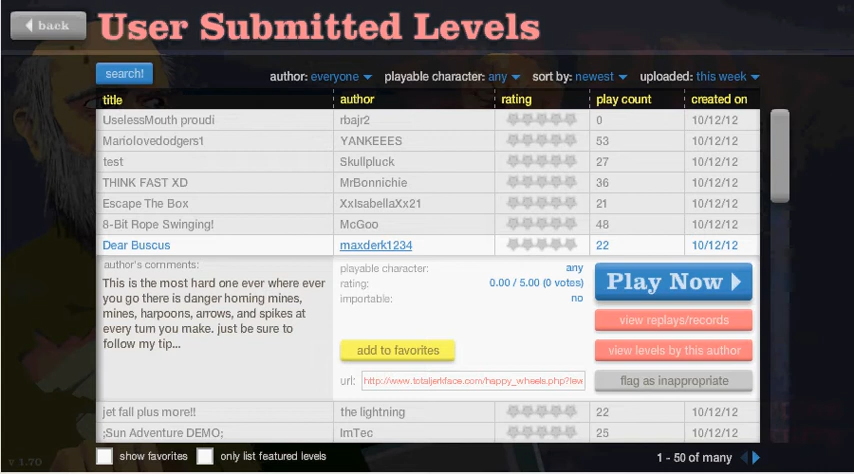 back
User Submitted Levels
search!
author: everyone playable character: any sort by: newest uploaded: this week
title author rating play count created on
UselessMouth proudi rbajr2 0 10/12/12
Mariolovedodgers1 YANKEEES 53 10/12/12
test Skullpluck 27 10/12/12
THINK FAST XD MrBonnichie 36 10/12/12
Escape The Box XxIsabellaXx21 21 10/12/12
8-Bit Rope Swinging! McGoo 48 10/12/12
Dear Buscus maxderk1234 22 10/12/12
author's comments:
This is the most hard one ever where ever
you go there is danger homing mines,
mines, harpoons, arrows, and spikes at
every turn you make. just be sure to
follow my tip...
playable character: any
rating: 0.00 / 5.00 (0 votes)
importable: no
add to favorites
url: http://www.totaljerkface.com/happy_wheels.php?lev
Play Now
view replays/records
view levels by this author
flag as inappropriate
jet fall plus more!! the lightning 22 10/12/12
;Sun Adventure DEMO; ImTec 25 10/12/12
v 1.70
show favorites only list featured levels 1 - 50 of many